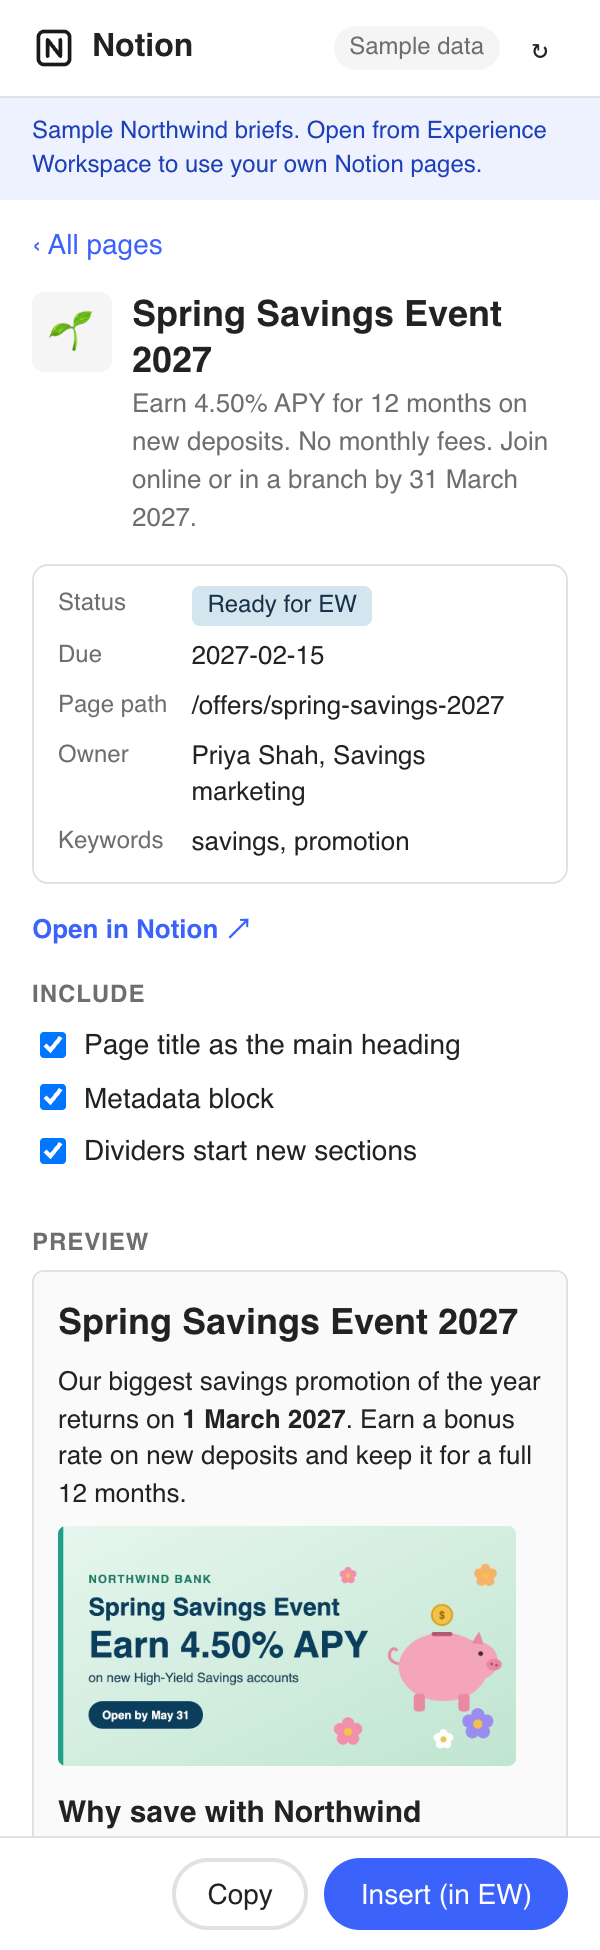 Notion
Sample data
↻
Sample Northwind briefs. Open from Experience
Workspace to use your own Notion pages.
‹ All pages
Spring Savings Event
2027
Earn 4.50% APY for 12 months on
new deposits. No monthly fees. Join
online or in a branch by 31 March
2027.
Status Ready for EW
Due 2027-02-15
Page path /offers/spring-savings-2027
Owner Priya Shah, Savings
marketing
Keywords savings, promotion
Open in Notion ↗
INCLUDE
Page title as the main heading
Metadata block
Dividers start new sections
PREVIEW
Spring Savings Event 2027
Our biggest savings promotion of the year
returns on 1 March 2027. Earn a bonus
rate on new deposits and keep it for a full
12 months.
NORTHWIND BANK
Spring Savings Event
Earn 4.50% APY
on new High-Yield Savings accounts
Open by May 31
$
Why save with Northwind
Copy
Insert (in EW)